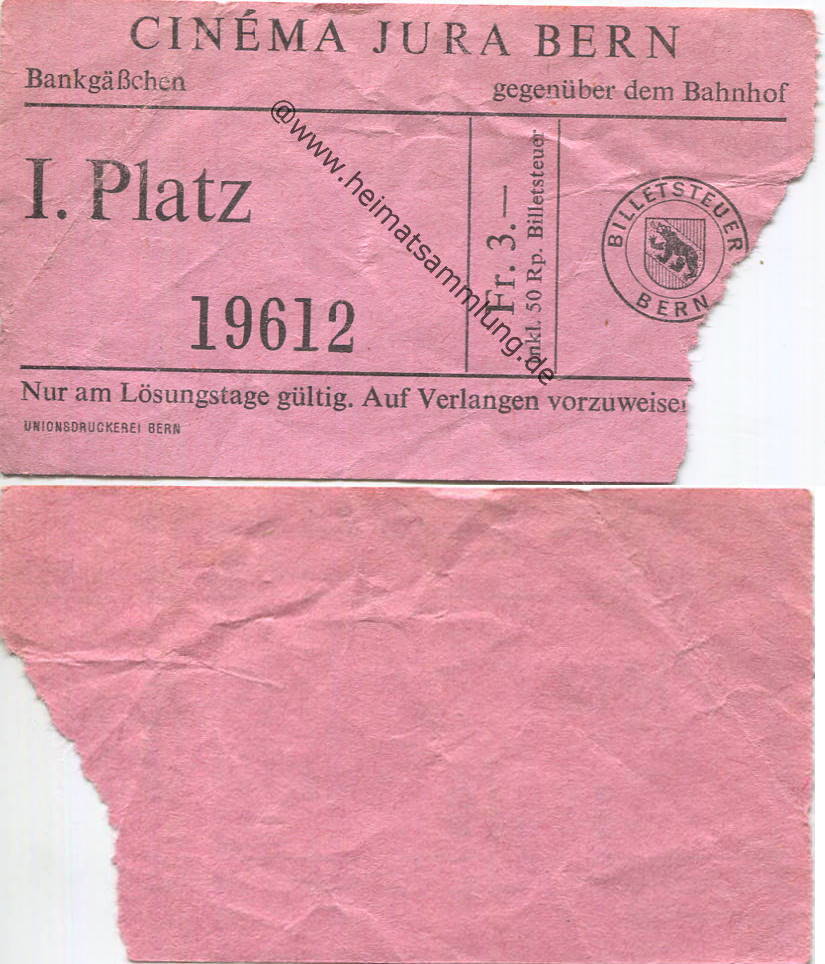 CINÉMA JURA BERN
Bankgäßchen gegenüber dem Bahnhof
I. Platz
19612
Fr. 3.—
inkl. 50 Rp. Billetsteuer
BILLETSTEUER
BERN
Nur am Lösungstage gültig. Auf Verlangen vorzuweisen
UNIONSDRUCKEREI BERN
@www.heimatsammlung.de